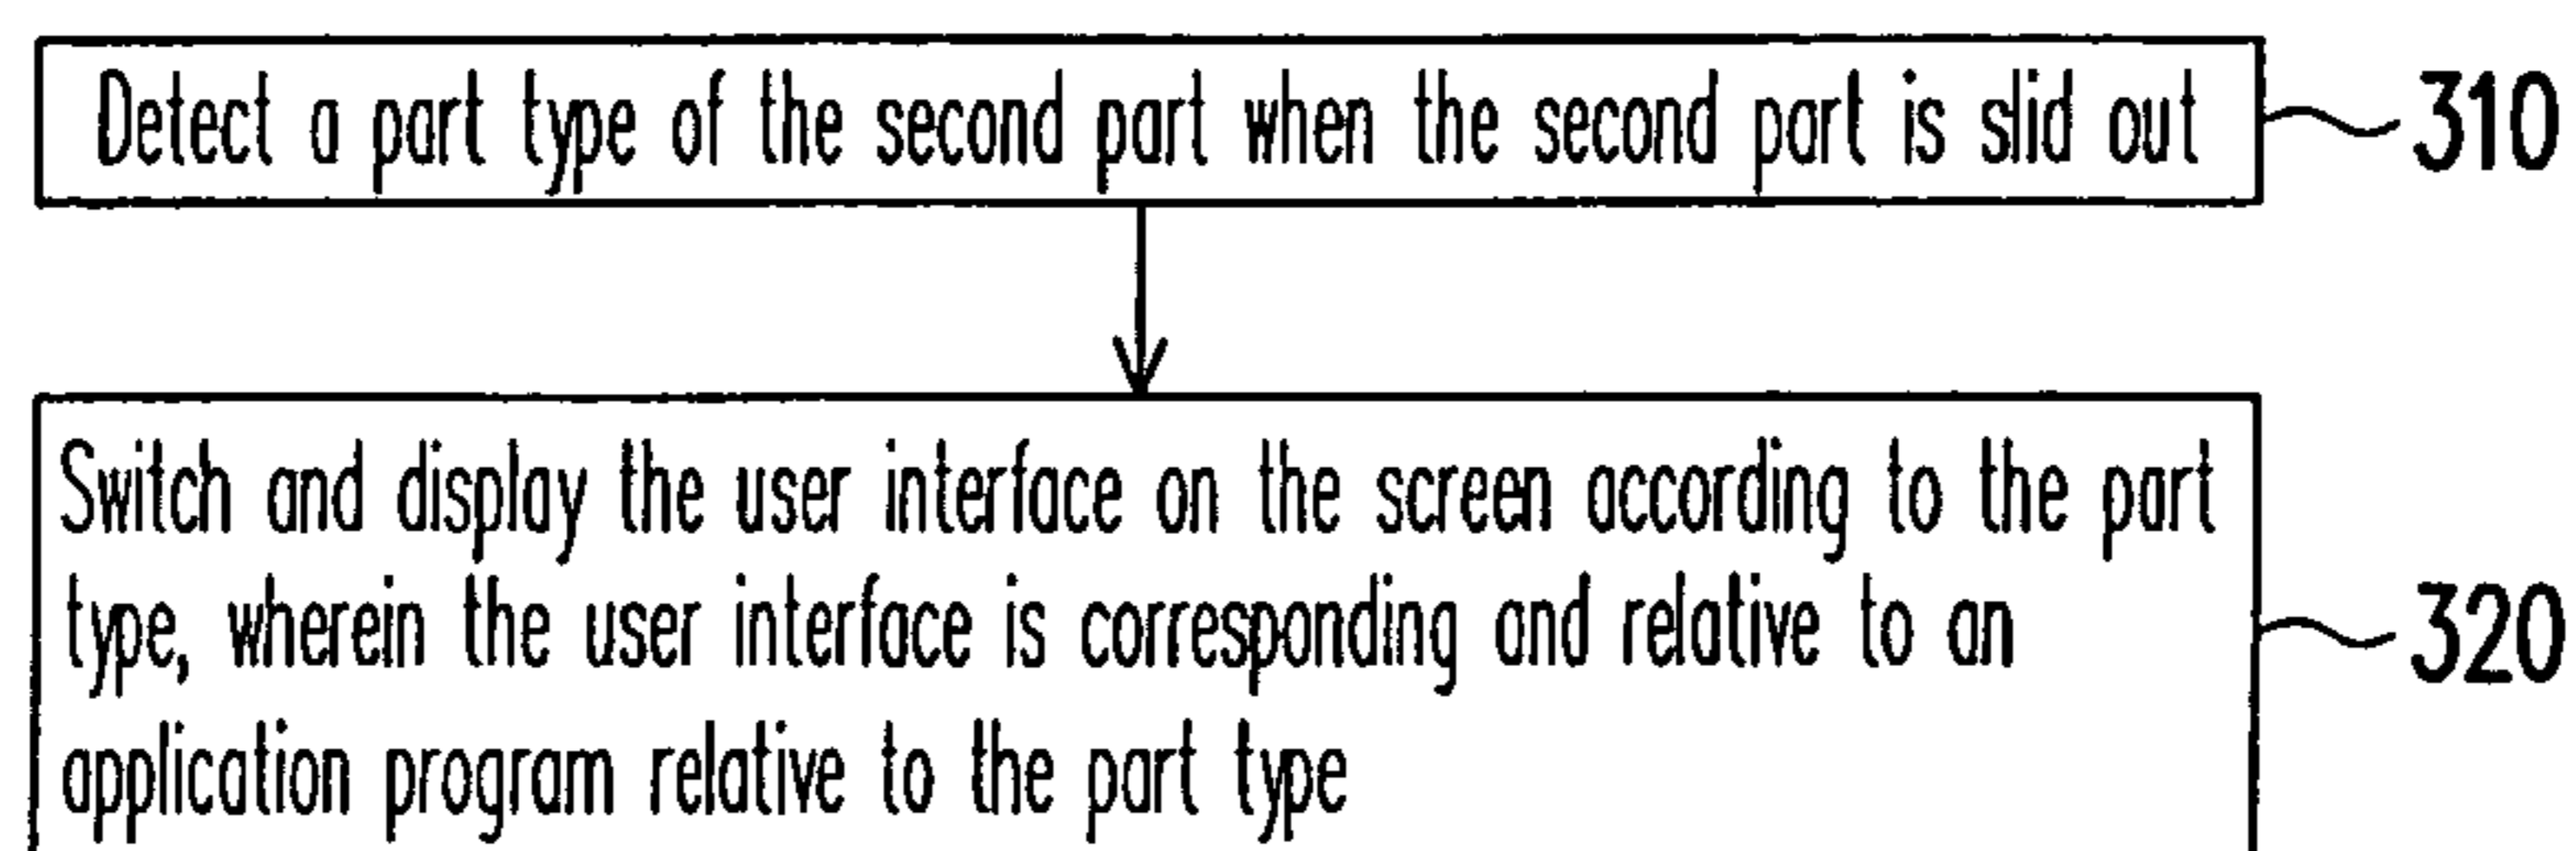 Detect a part type of the second part when the second part is slid out
310
Switch and display the user interface on the screen according to the part
type, wherein the user interface is corresponding and relative to an
320
application program relative to the part type